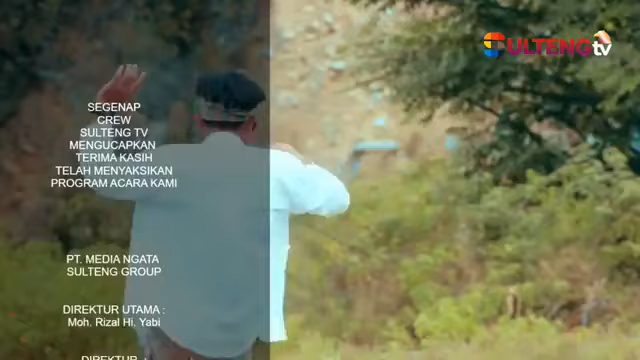 SULTENG tv
SEGENAP
CREW
SULTENG TV
MENGUCAPKAN
TERIMA KASIH
TELAH MENYAKSIKAN
PROGRAM ACARA KAMI
PT. MEDIA NGATA
SULTENG GROUP
DIREKTUR UTAMA :
Moh. Rizal Hi. Yabi
DIREKTUR :